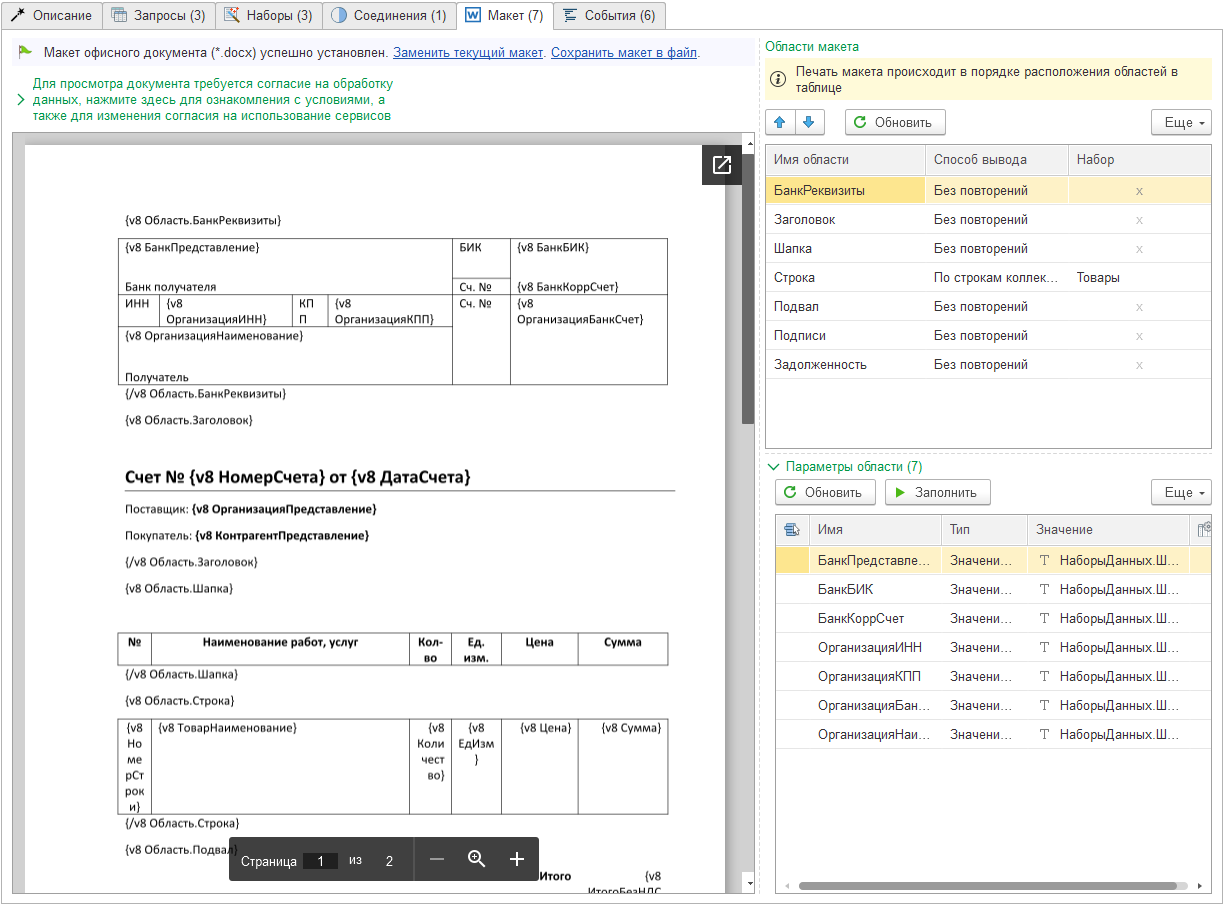 Описание
Запросы (3)
Наборы (3)
Соединения (1)
Макет (7)
События (6)
Макет офисного документа (*.docx) успешно установлен. Заменить текущий макет. Сохранить макет в файл.
Для просмотра документа требуется согласие на обработку
данных, нажмите здесь для ознакомления с условиями, а
также для изменения согласия на использование сервисов
{v8 Область.БанкРеквизиты}
{v8 БанкПредставление}
БИК
{v8 БанкБИК}
Банк получателя
Сч. №
{v8 БанкКоррСчет}
ИНН
{v8
ОрганизацияИНН}
КП
П
{v8
ОрганизацияКПП}
Сч. №
{v8
ОрганизацияБанкСчет}
{v8 ОрганизацияНаименование}
Получатель
{/v8 Область.БанкРеквизиты}
{v8 Область.Заголовок}
Счет № {v8 НомерСчета} от {v8 ДатаСчета}
Поставщик: {v8 ОрганизацияПредставление}
Покупатель: {v8 КонтрагентПредставление}
{/v8 Область.Заголовок}
{v8 Область.Шапка}
№
Наименование работ, услуг
Кол-
во
Ед.
изм.
Цена
Сумма
{/v8 Область.Шапка}
{v8 Область.Строка}
{v8
Но
ме
рСт
рок
и}
{v8 ТоварНаименование}
{v8
Коли
чест
во}
{v8
ЕдИзм
}
{v8 Цена}
{v8 Сумма}
{/v8 Область.Строка}
{v8 Область.Подвал}
Страница 1 из 2
Итого
{v8
ИтогоБезНДС
Области макета
Печать макета происходит в порядке расположения областей в
таблице
Обновить
Еще
Имя области
Способ вывода
Набор
БанкРеквизиты
Без повторений
x
Заголовок
Без повторений
x
Шапка
Без повторений
x
Строка
По строкам коллек...
Товары
Подвал
Без повторений
x
Подписи
Без повторений
x
Задолженность
Без повторений
x
Параметры области (7)
Обновить
Заполнить
Еще
Имя
Тип
Значение
БанкПредставле...
Значени...
T НаборыДанных.Ш...
БанкБИК
Значени...
T НаборыДанных.Ш...
БанкКоррСчет
Значени...
T НаборыДанных.Ш...
ОрганизацияИНН
Значени...
T НаборыДанных.Ш...
ОрганизацияКПП
Значени...
T НаборыДанных.Ш...
ОрганизацияБан...
Значени...
T НаборыДанных.Ш...
ОрганизацияНаи...
Значени...
T НаборыДанных.Ш...